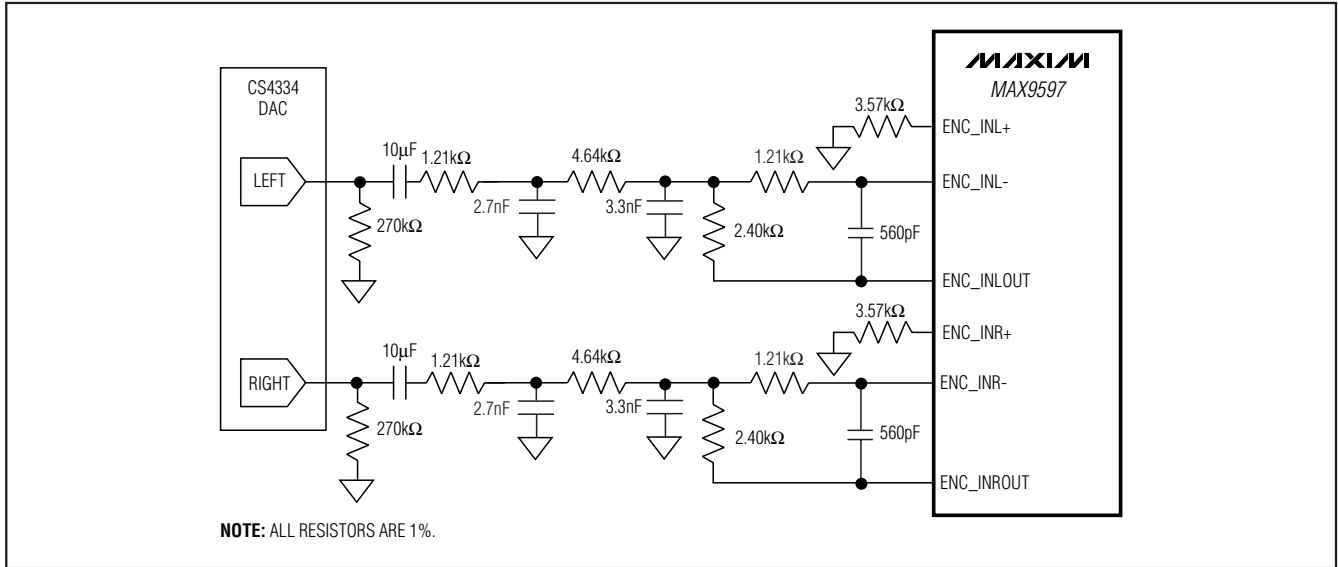 MAXIM
MAX9597
CS4334
DAC
3.57kΩ
ENC_INL+
10µF
1.21kΩ
4.64kΩ
1.21kΩ
LEFT
ENC_INL-
2.7nF
3.3nF
270kΩ
2.40kΩ
560pF
ENC_INLOUT
3.57kΩ
ENC_INR+
10µF
1.21kΩ
4.64kΩ
1.21kΩ
RIGHT
ENC_INR-
2.7nF
3.3nF
270kΩ
2.40kΩ
560pF
ENC_INROUT
NOTE: ALL RESISTORS ARE 1%.